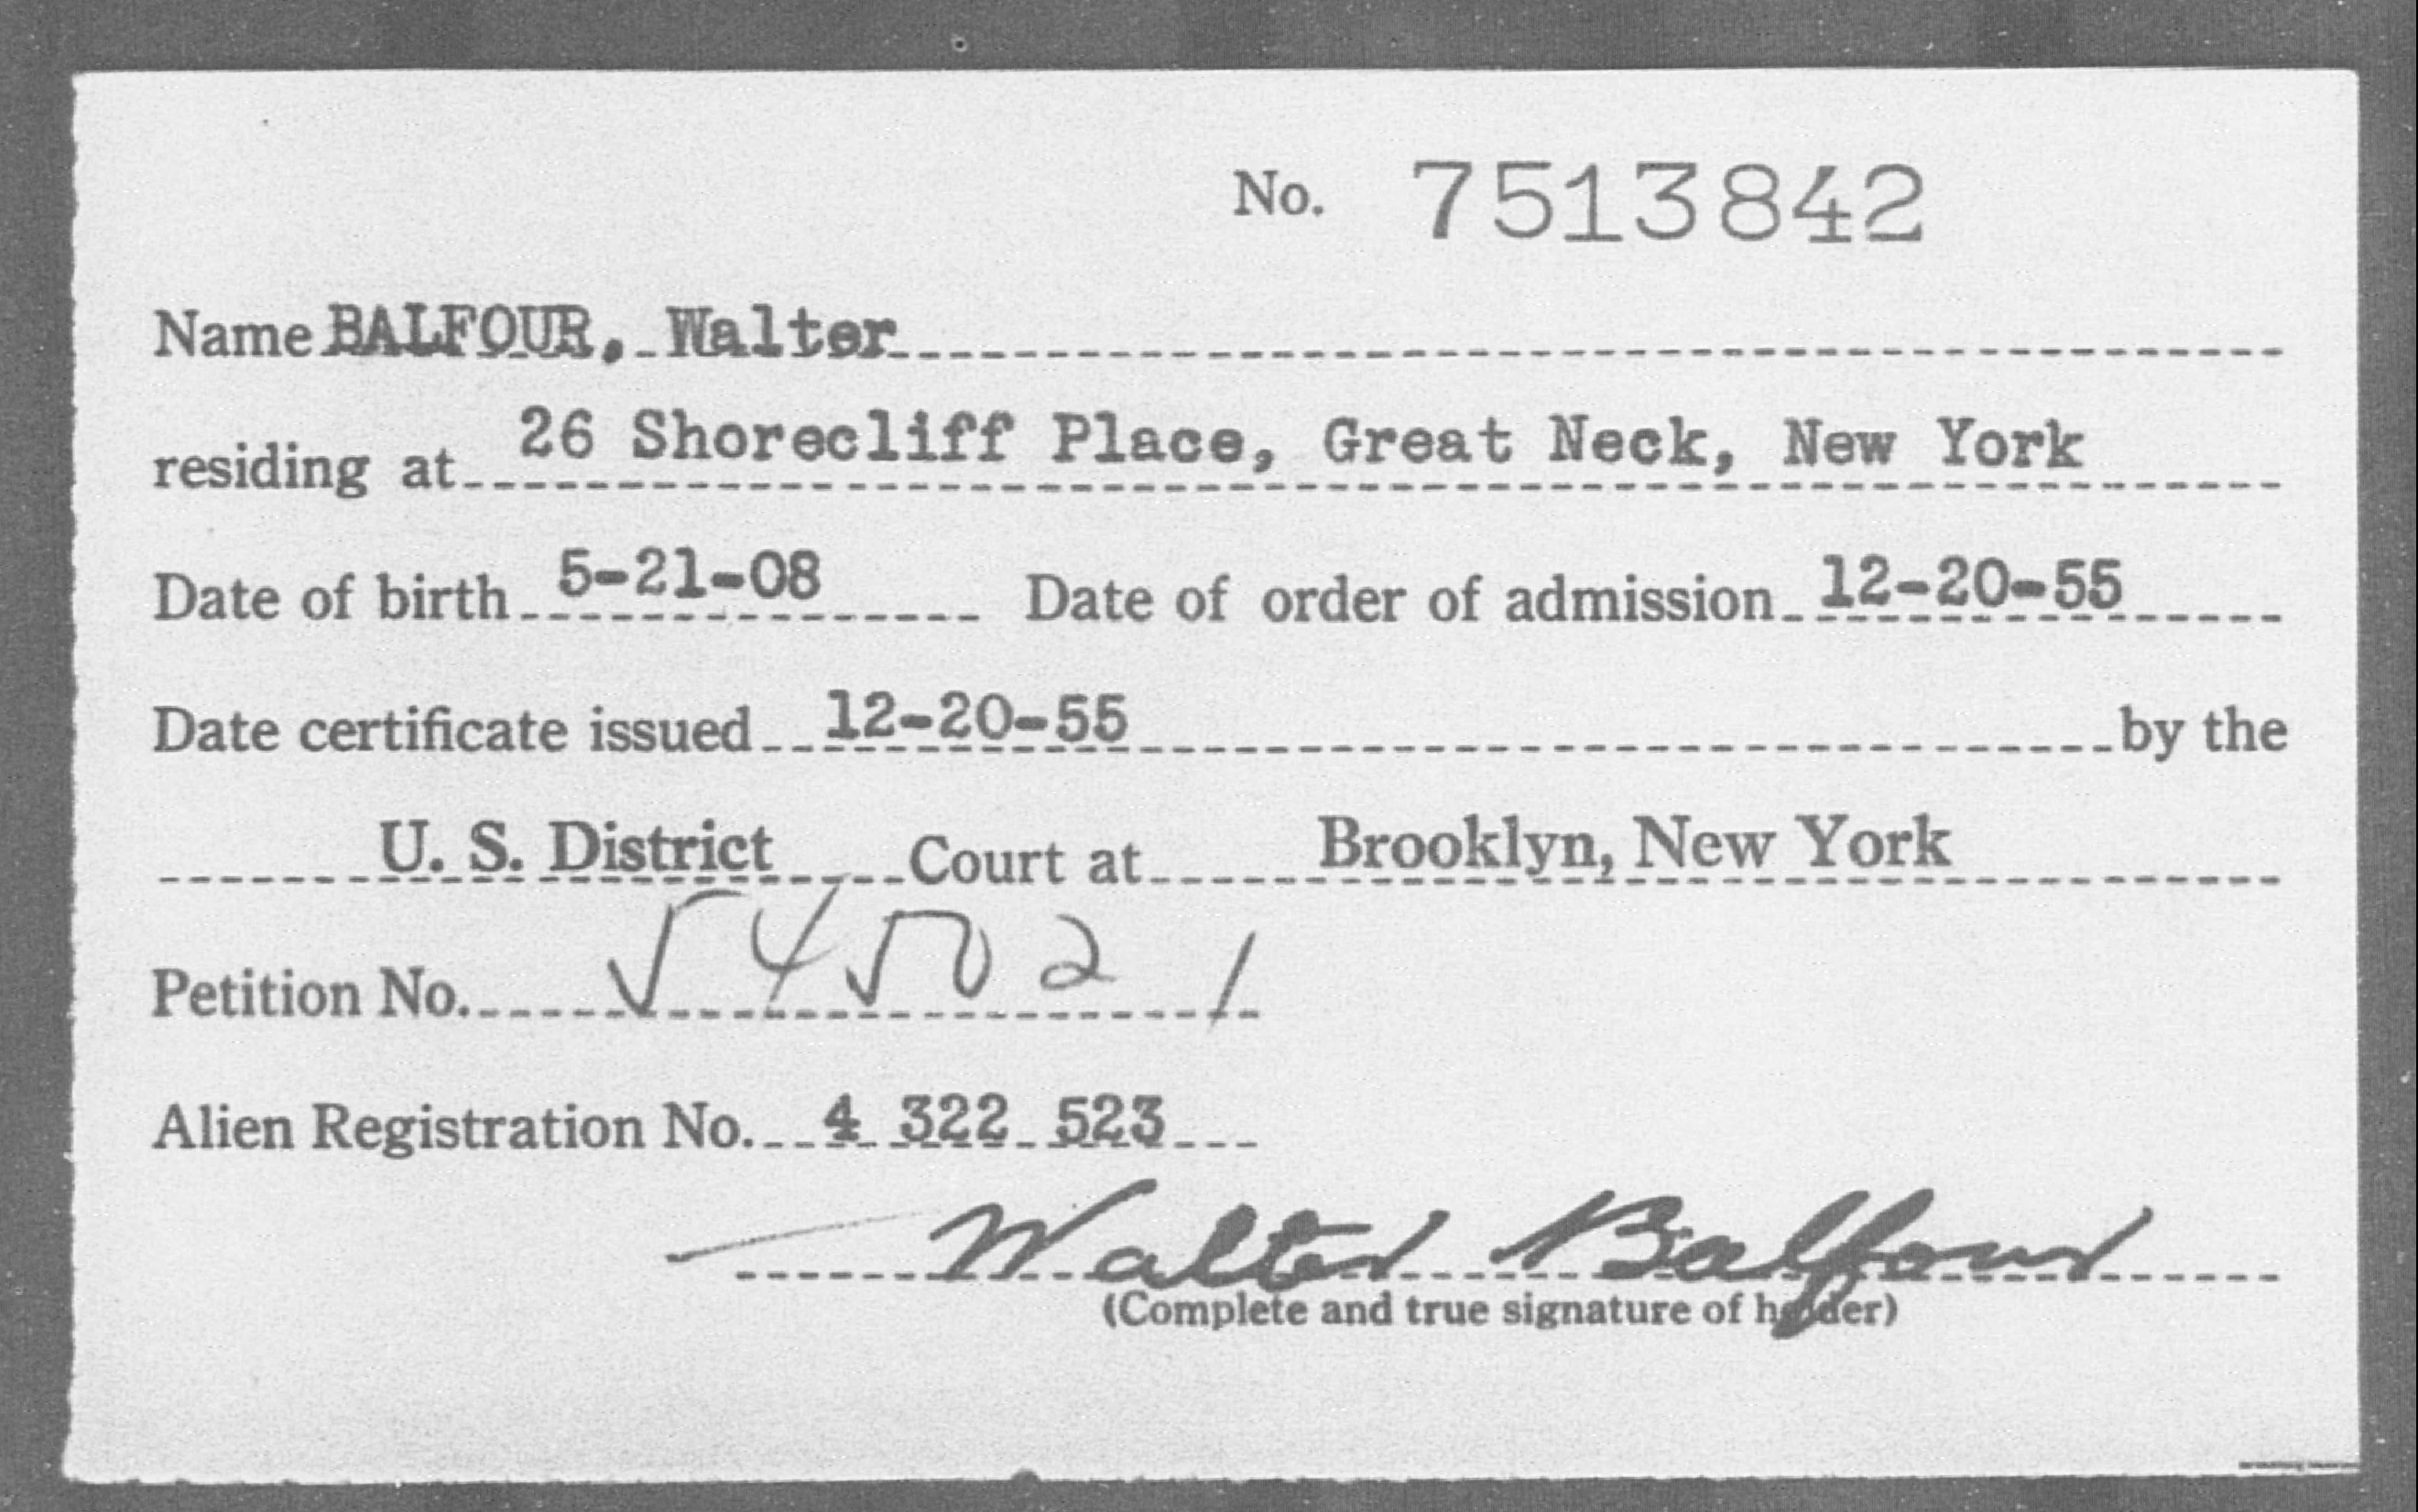 No. 7513842
Name BALFOUR, Walter
residing at 26 Shorecliff Place, Great Neck, New York
Date of birth 5-21-08 Date of order of admission 12-20-55
Date certificate issued 12-20-55 by the
U. S. District Court at Brooklyn, New York
Petition No. 545021
Alien Registration No. 4 322 523
Walter Balfour
(Complete and true signature of holder)